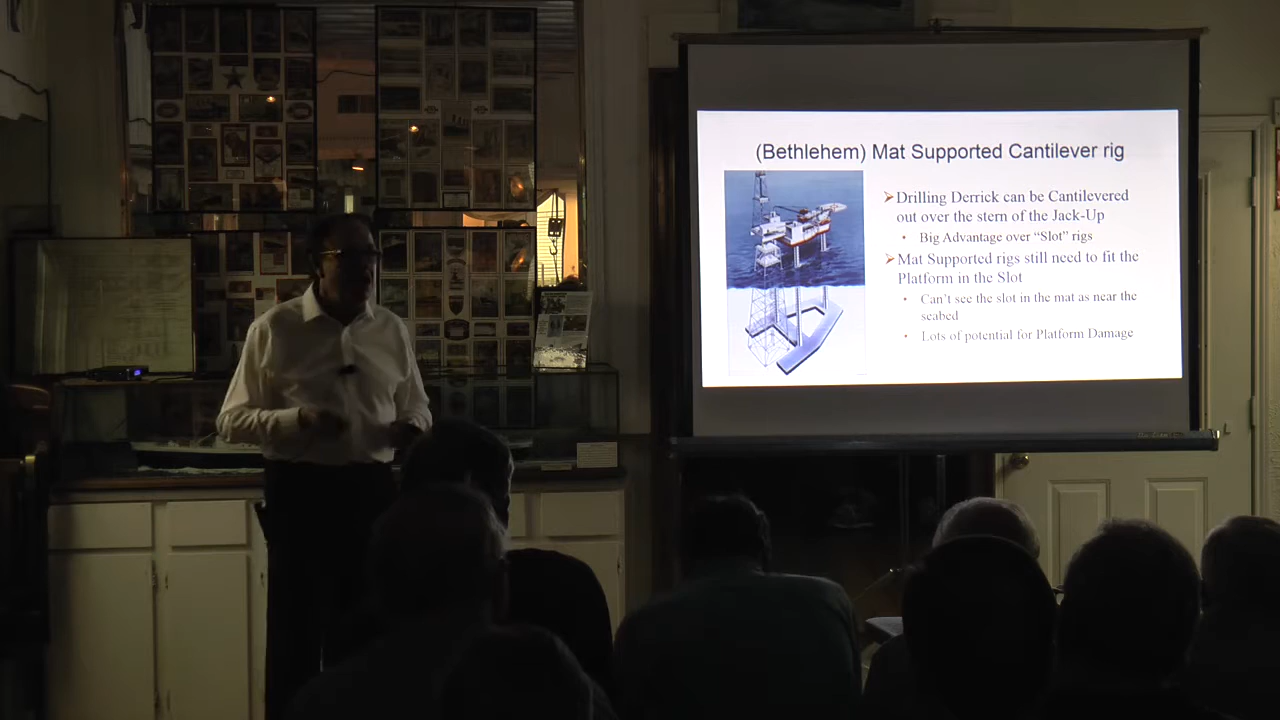 (Bethlehem) Mat Supported Cantilever rig
➢Drilling Derrick can be Cantilevered
out over the stern of the Jack-Up
• Big Advantage over “Slot” rigs
➢Mat Supported rigs still need to fit the
Platform in the Slot
• Can’t see the slot in the mat as near the
seabed
• Lots of potential for Platform Damage